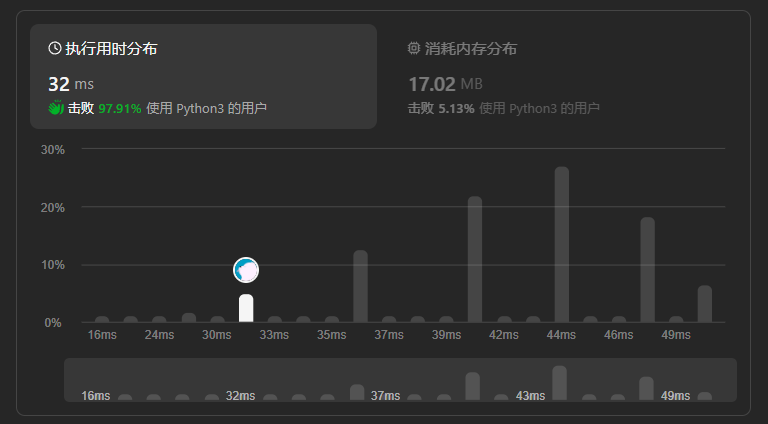 执行用时分布
32 ms
击败 97.91% 使用 Python3 的用户
消耗内存分布
17.02 MB
击败 5.13% 使用 Python3 的用户
30%
20%
10%
0%
16ms 24ms 30ms 33ms 35ms 37ms 39ms 42ms 44ms 46ms 49ms
16ms 32ms 37ms 43ms 49ms